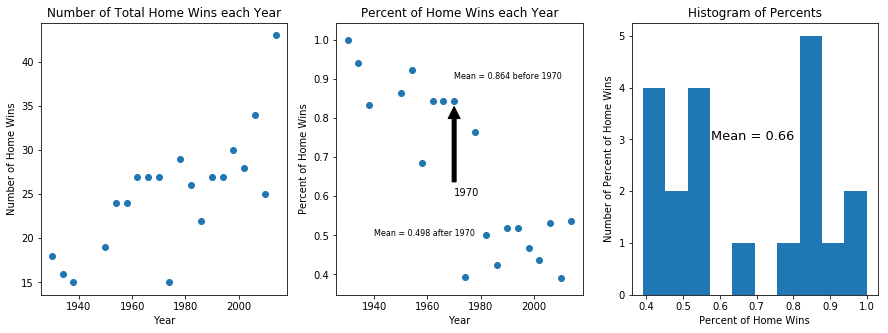 Number of Total Home Wins each Year
Number of Home Wins
40
35
30
25
20
15
1940
1960
1980
2000
Year
Percent of Home Wins each Year
Percent of Home Wins
1.0
0.9
0.8
0.7
0.6
0.5
0.4
Mean = 0.864 before 1970
1970
Mean = 0.498 after 1970
1940
1960
1980
2000
Year
Histogram of Percents
Number of Percent of Home Wins
5
4
3
2
1
0
Mean = 0.66
0.4
0.5
0.6
0.7
0.8
0.9
1.0
Percent of Home Wins